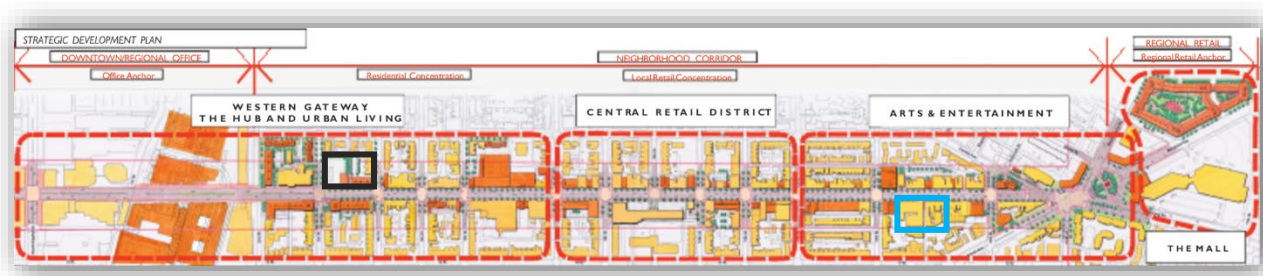 STRATEGIC DEVELOPMENT PLAN
DOWNTOWN/REGIONAL OFFICE
Office Anchor
NEIGHBORHOOD CORRIDOR
Residential Concentration
Local Retail Concentration
REGIONAL RETAIL
Regional Retail Anchor
WESTERN GATEWAY
THE HUB AND URBAN LIVING
CENTRAL RETAIL DISTRICT
ARTS & ENTERTAINMENT
THE MALL